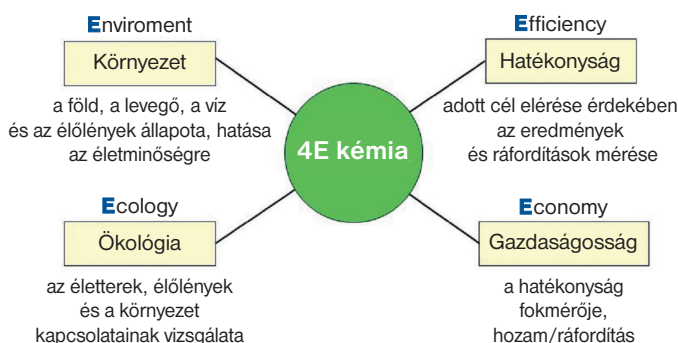 Enviroment
Környezet
a föld, a levegő, a víz
és az élőlények állapota, hatása
az életminőségre
Efficiency
Hatékonyság
adott cél elérése érdekében
az eredmények
és ráfordítások mérése
4E kémia
Ecology
Ökológia
az életterek, élőlények
és a környezet
kapcsolatainak vizsgálata
Economy
Gazdaságosság
a hatékonyság
fokmérője,
hozam/ráfordítás